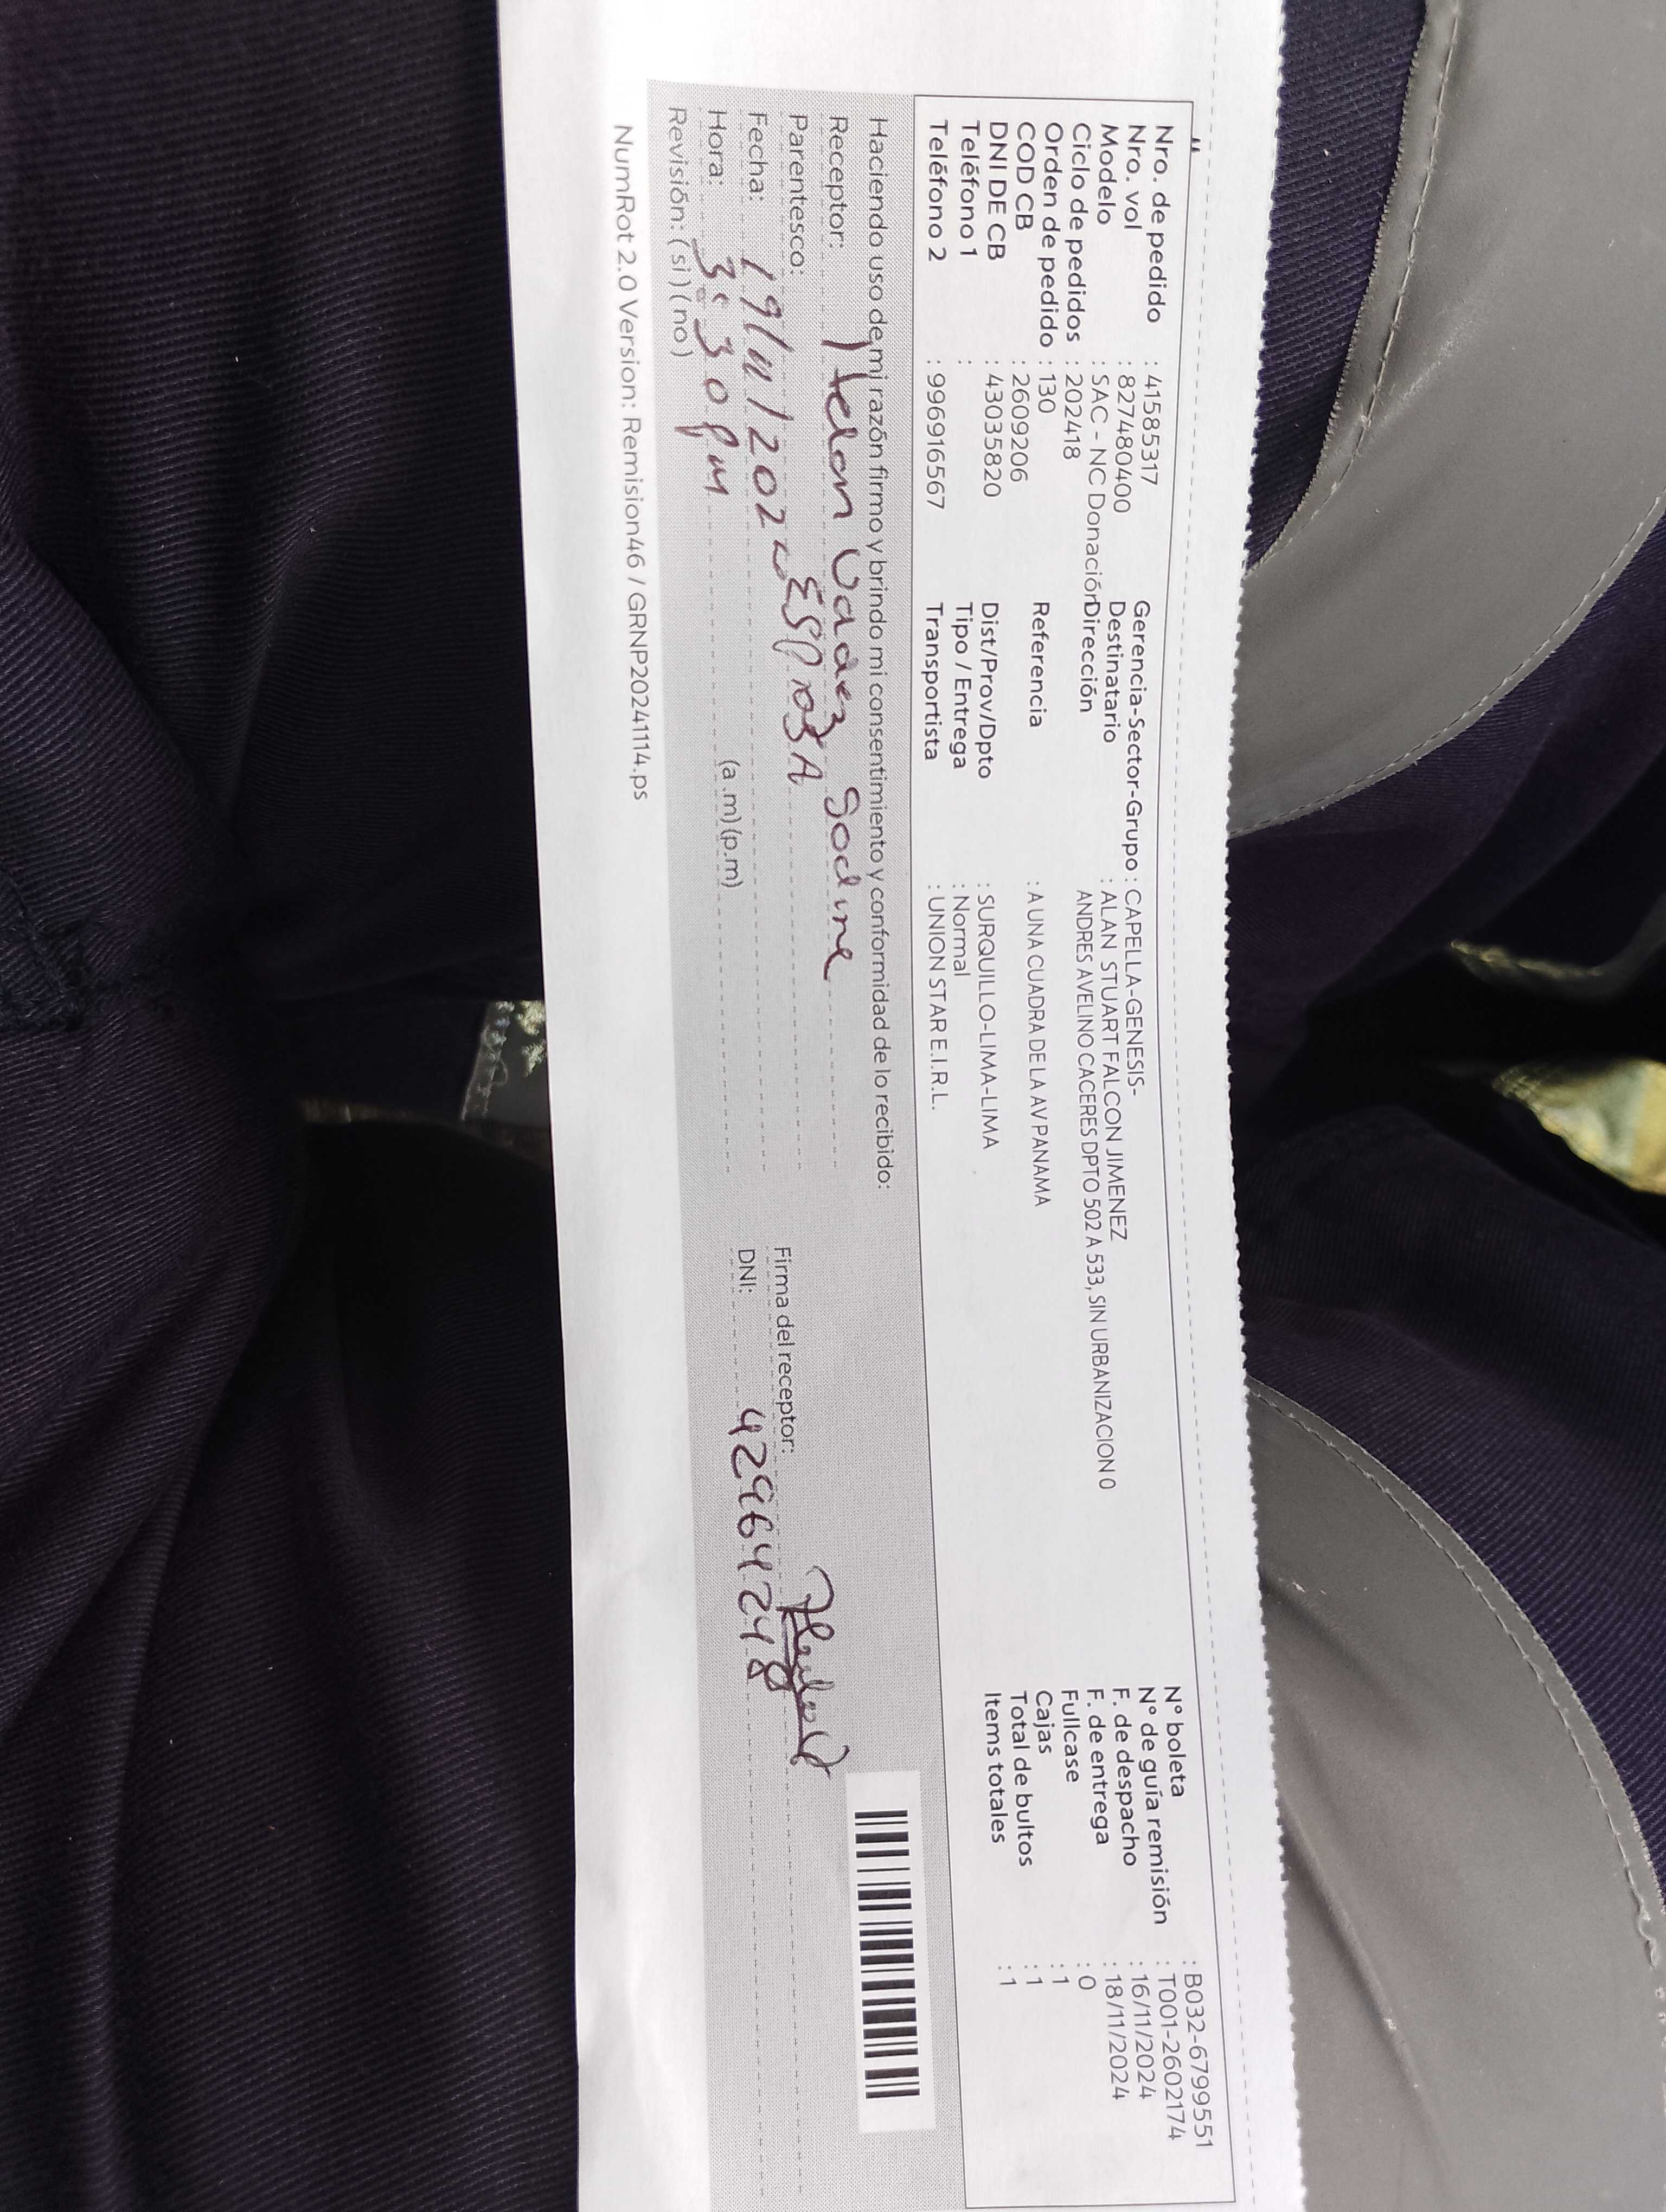 Nro. de pedido : 41585317
Nro. vol : 827480400
Modelo : SAC - NC Donación
Ciclo de pedidos : 202418
Orden de pedido : 130
COD CB : 2609206
DNI DE CB : 43035820
Teléfono 1 :
Teléfono 2 : 996916567
Gerencia-Sector-Grupo : CAPELLA-GENESIS-
Destinatario : ALAN STUART FALCON JIMENEZ
Dirección ANDRES AVELINO CACERES DPTO 502 A 533, SIN URBANIZACION 0
Referencia : A UNA CUADRA DE LA AV PANAMA
Dist/Prov/Dpto : SURQUILLO-LIMA-LIMA
Tipo / Entrega : Normal
Transportista : UNION STAR E.I.R.L.
N° boleta : B032-6799551
N° de guía remisión : T001-2602174
F. de despacho : 16/11/2024
F. de entrega : 18/11/2024
Fullcase : 0
Cajas : 1
Total de bultos : 1
Items totales : 1
Haciendo uso de mi razón firmo y brindo mi consentimiento y conformidad de lo recibido:
Receptor:
Parentesco: ESPOSA
Fecha:
Hora: 3:30 pm (a.m)(p.m)
Revisión: (si)(no)
Firma del receptor:
DNI: 42964248
NumRot 2.0 Version: Remision46 / GRNP20241114.ps